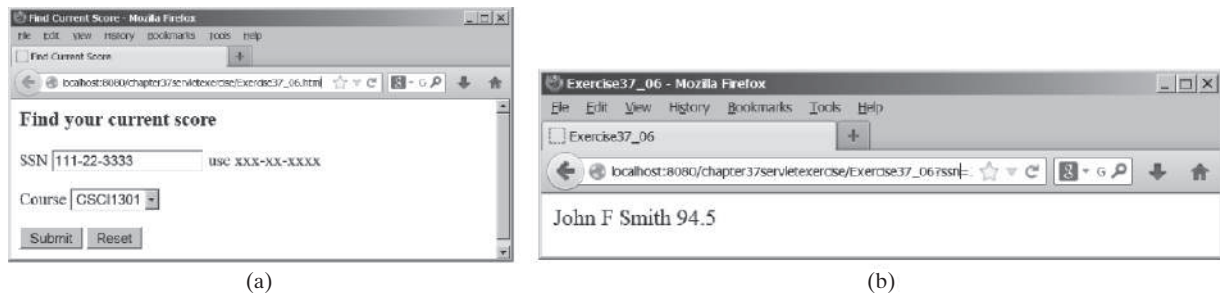 Find Current Score - Mozilla Firefox
File Edit View History Bookmarks Tools Help
Find Current Score
localhost:8080/chapter37servletexercise/Exercise37_06.html
G
Find your current score
SSN 111-22-3333 use xxx-xx-xxxx
Course CSCI1301
Submit Reset
(a)
Exercise37_06 - Mozilla Firefox
File Edit View History Bookmarks Tools Help
Exercise37_06
localhost:8080/chapter37servletexercise/Exercise37_06?ssn=
8 G
John F Smith 94.5
(b)